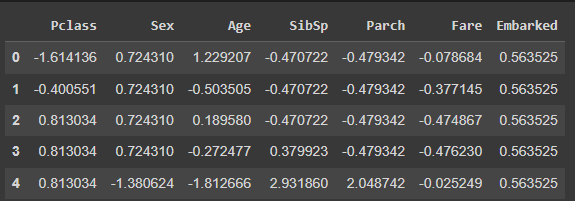 Pclass Sex Age SibSp Parch Fare Embarked
0 -1.614136 0.724310 1.229207 -0.470722 -0.479342 -0.078684 0.563525
1 -0.400551 0.724310 -0.503505 -0.470722 -0.479342 -0.377145 0.563525
2 0.813034 0.724310 0.189580 -0.470722 -0.479342 -0.474867 0.563525
3 0.813034 0.724310 -0.272477 0.379923 -0.479342 -0.476230 0.563525
4 0.813034 -1.380624 -1.812666 2.931860 2.048742 -0.025249 0.563525